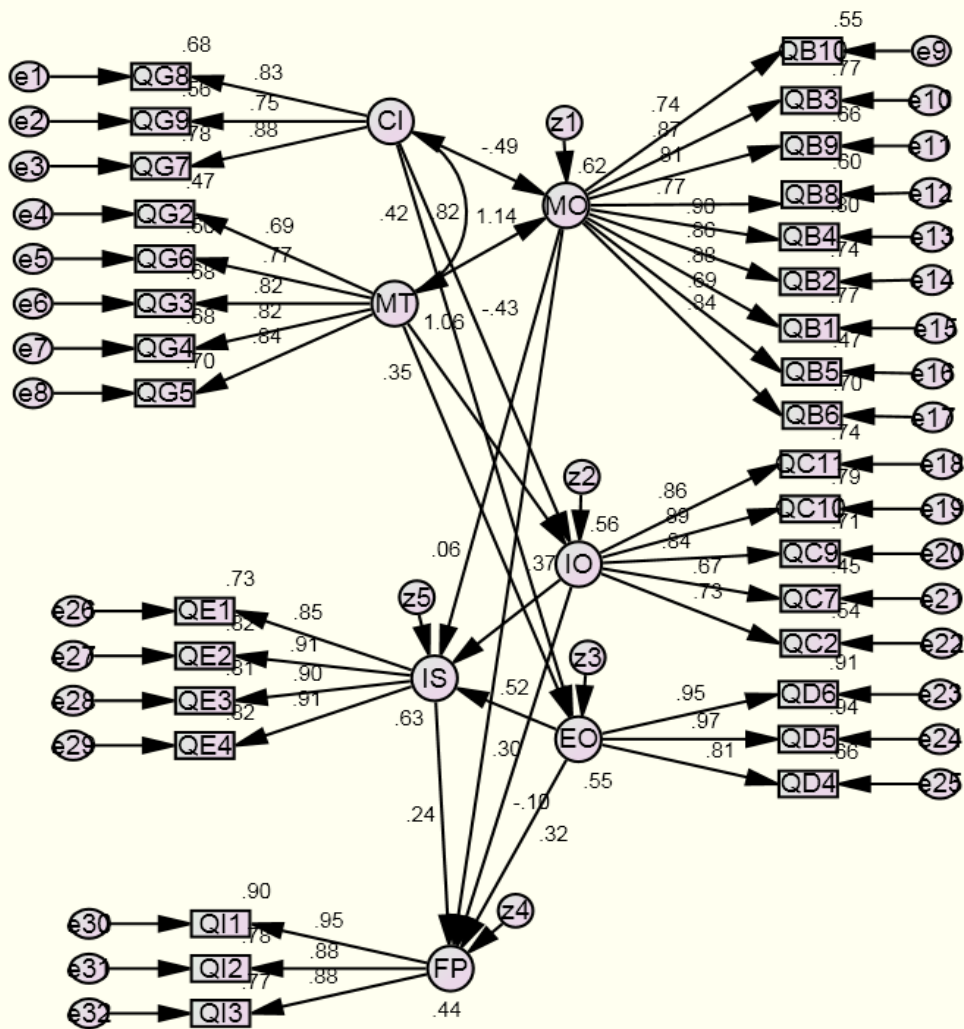 .55
.68
e1 QG8 .83 QB10 e9
.56 .77
e2 QG9 .75 CI z1 .74 QB3 e10
.78 .88 -.49 .87 .66
e3 QG7 .62 .81 QB9 e11
.47 .77 .60
e4 QG2 .69 .42 .82 1.14 MO .90 QB8 e12
.60 .80
e5 QG6 .77 .86 QB4 e13
.68 .88 .74
e6 QG3 .82 MT .69 QB2 e14
.68 .82 1.06 -.43 .84 .77
e7 QG4 .84 QB1 e15
.70 .35 .47
e8 QG5 QB5 e16
.70
QB6 e17
.74
z2 QC11 e18
.86 .79
.56 .89 QC10 e19
.06 .37 IO .84 .71
.73 .67 QC9 e20
e26 QE1 .85 z5 .73 .45
.82 QC7 e21
e27 QE2 .91 .54
.81 .90 IS z3 QC2 e22
e28 QE3 .91 .52 .91
.82 .63 .95 QD6 e23
e29 QE4 EO .97 .94
.30 .81 QD5 e24
.55 .66
.24 -.10 QD4 e25
.32
.90
e30 QI1 .95 z4
.78
e31 QI2 .88 FP
.77 .88
e32 QI3 .44